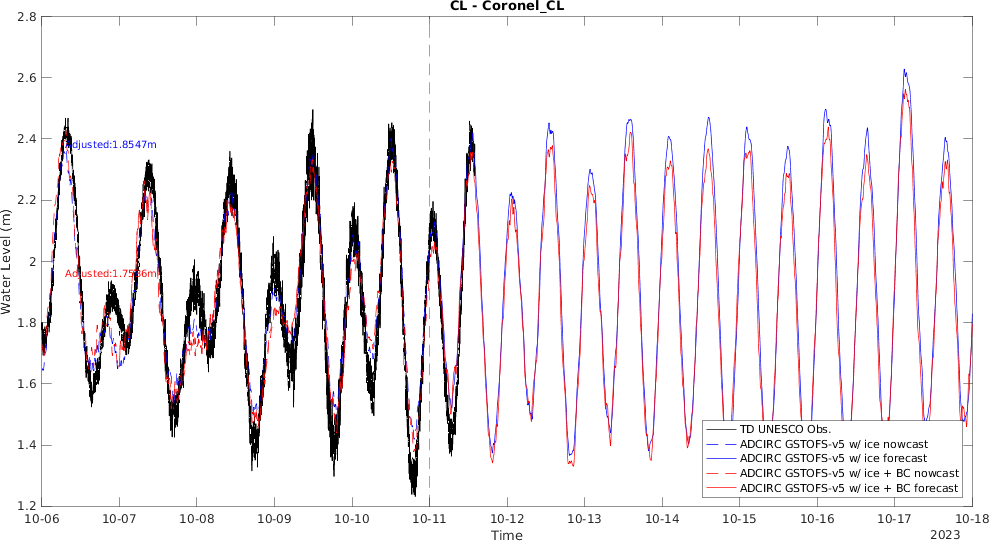 CL - Coronel_CL
2.8
2.6
2.4
2.2
2
1.8
1.6
1.4
1.2
Water Level (m)
Adjusted:1.8547m
TD UNESCO Obs.
ADCIRC GSTOFS-v5 w/ ice nowcast
ADCIRC GSTOFS-v5 w/ ice forecast
ADCIRC GSTOFS-v5 w/ ice + BC nowcast
ADCIRC GSTOFS-v5 w/ ice + BC forecast
10-06 10-07 10-08 10-09 10-10 10-11 10-12 10-13 10-14 10-15 10-16 10-17 10-18
Time
2023